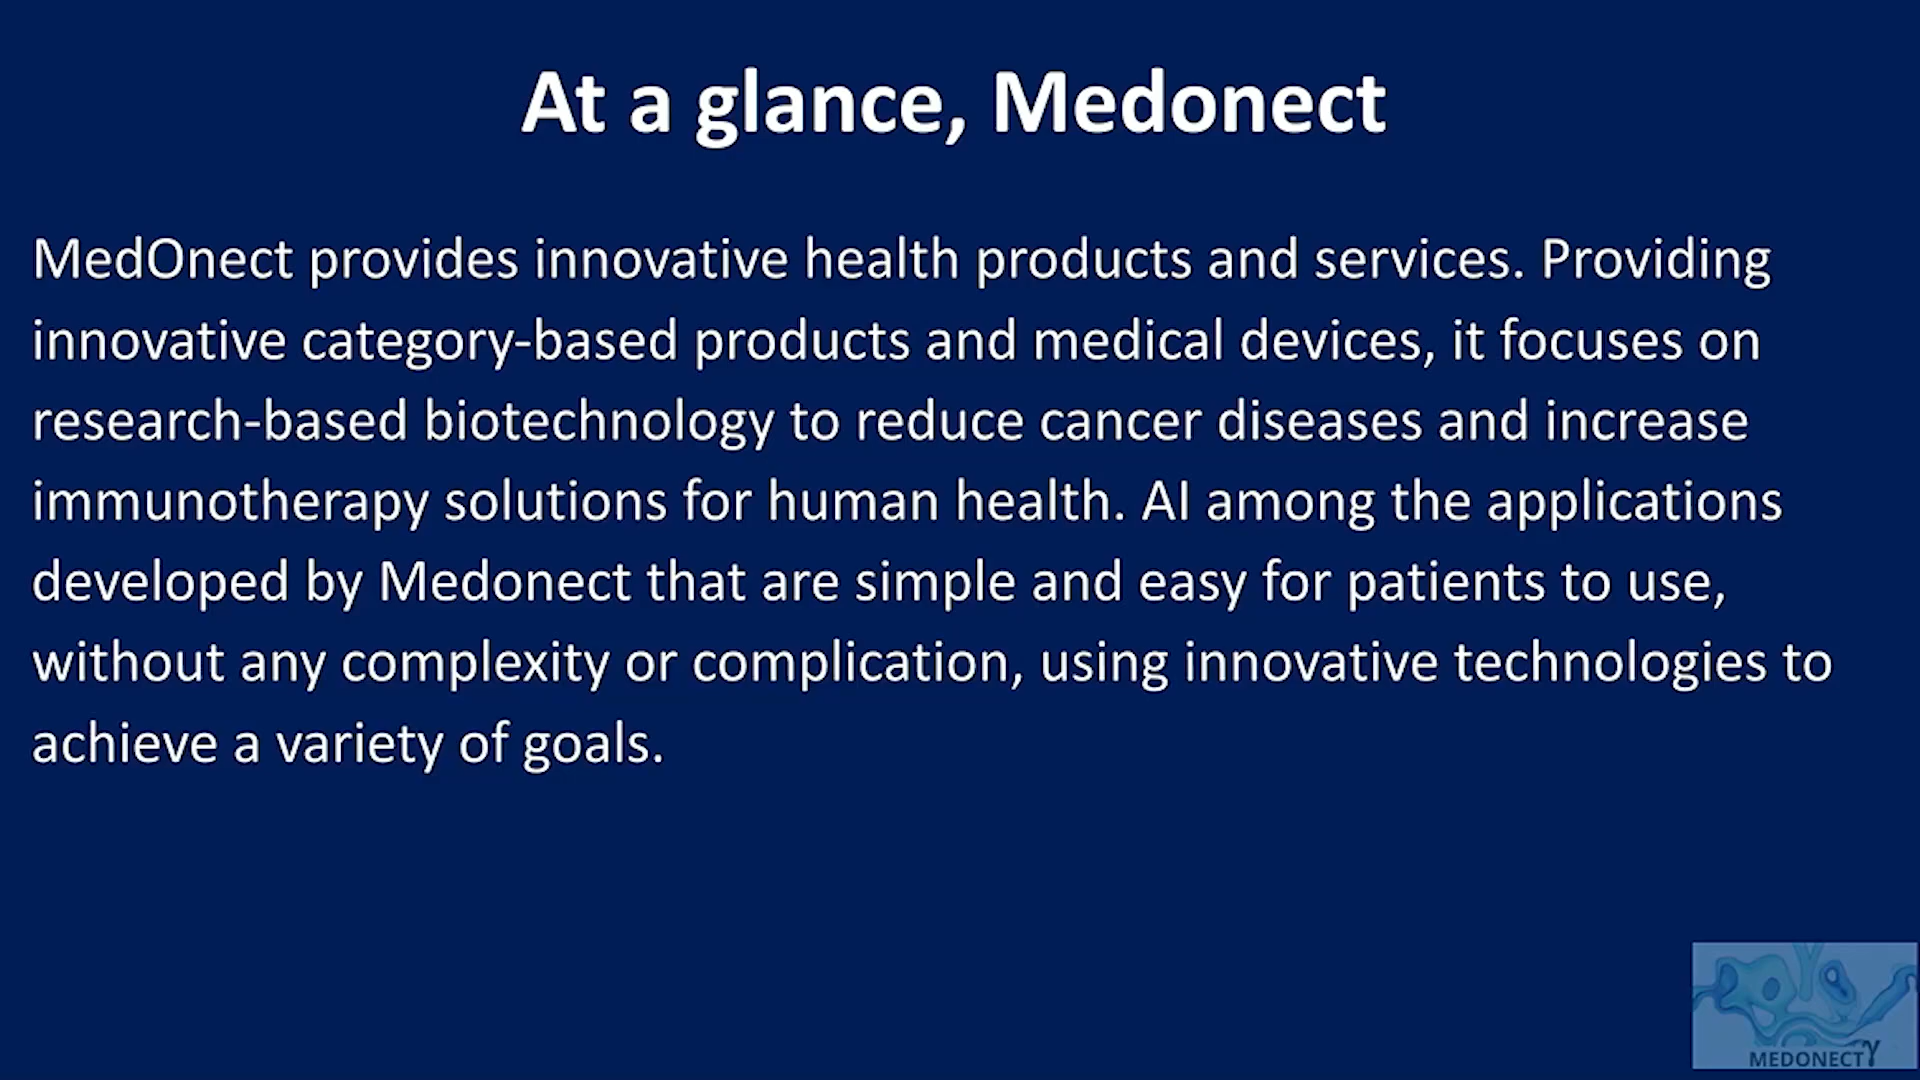 At a glance, Medonect
MedOnect provides innovative health products and services. Providing
innovative category-based products and medical devices, it focuses on
research-based biotechnology to reduce cancer diseases and increase
immunotherapy solutions for human health. AI among the applications
developed by Medonect that are simple and easy for patients to use,
without any complexity or complication, using innovative technologies to
achieve a variety of goals.
MEDONECT